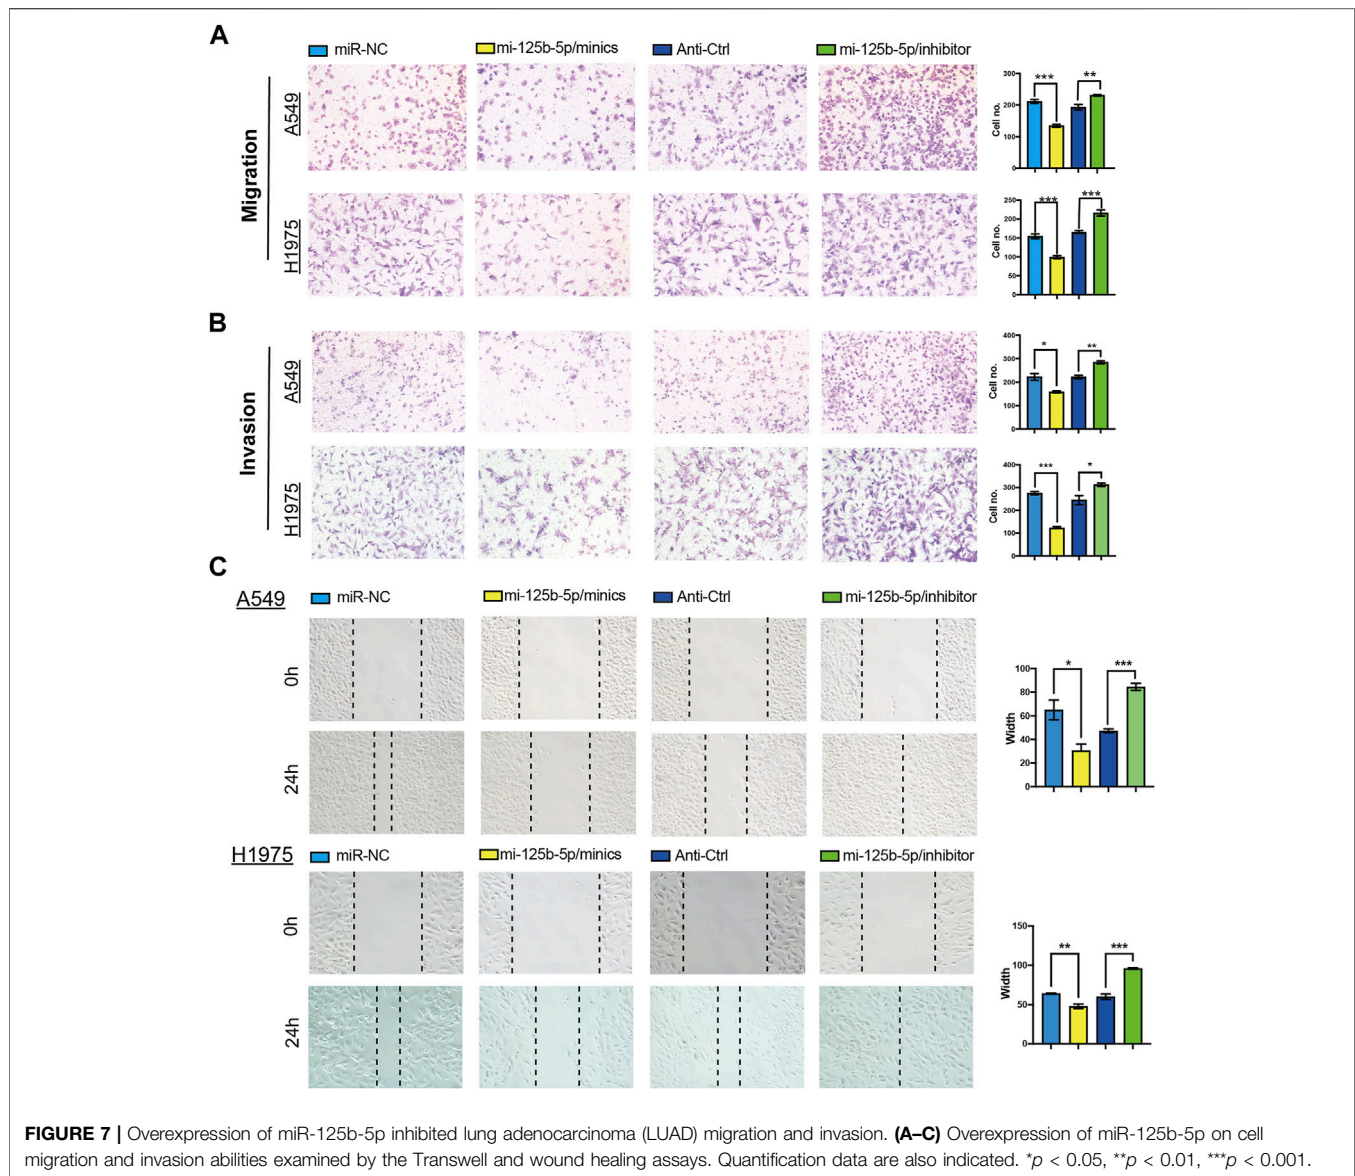 A
miR-NC mi-125b-5p/minics Anti-Ctrl mi-125b-5p/inhibitor
Migration
A549
300
200
100
0
Cell no.
*** **
H1975
250
200
150
100
50
0
Cell no.
*** ***
B
Invasion
A549
400
300
200
100
0
Cell no.
* **
H1975
400
300
200
100
0
Cell no.
*** *
C
A549 miR-NC mi-125b-5p/minics Anti-Ctrl mi-125b-5p/inhibitor
0h
24h
100
80
60
40
20
0
Width
* ***
H1975 miR-NC mi-125b-5p/minics Anti-Ctrl mi-125b-5p/inhibitor
0h
24h
150
100
50
0
Width
** ***
FIGURE 7 | Overexpression of miR-125b-5p inhibited lung adenocarcinoma (LUAD) migration and invasion. (A–C) Overexpression of miR-125b-5p on cell
migration and invasion abilities examined by the Transwell and wound healing assays. Quantification data are also indicated. *p < 0.05, **p < 0.01, ***p < 0.001.